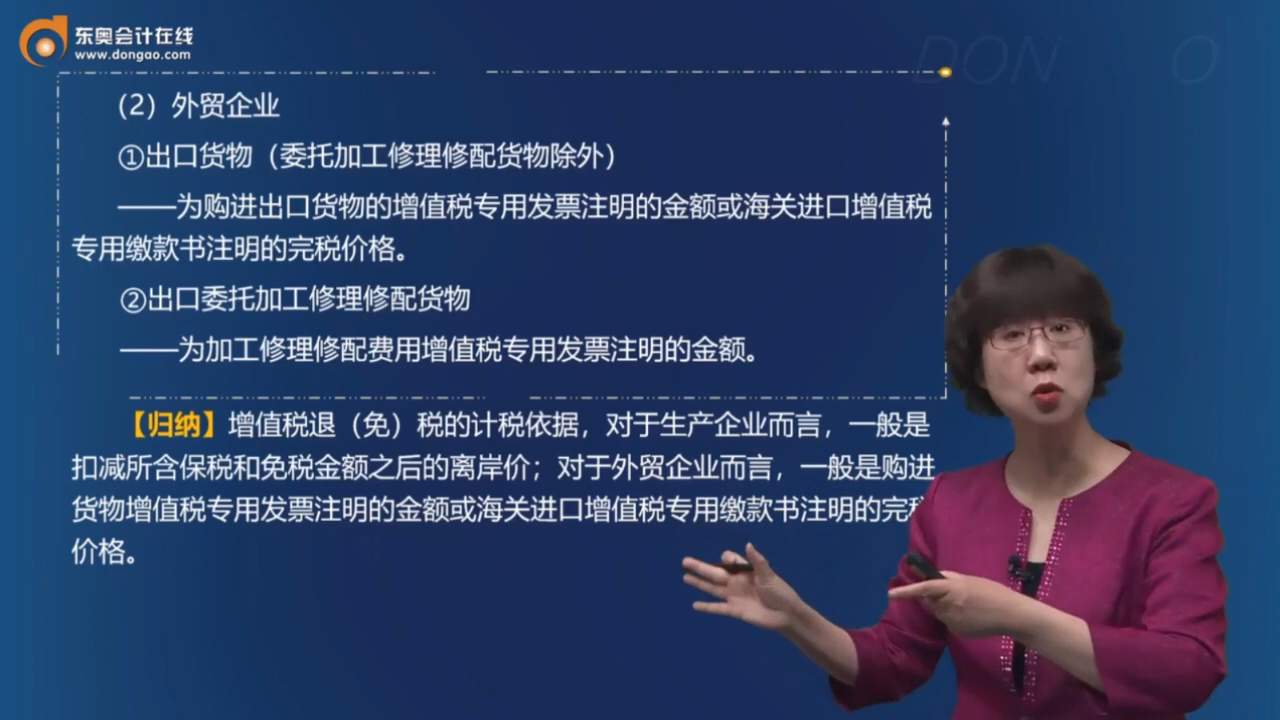 东奥会计在线
www.dongao.com
DON O
（2）外贸企业
①出口货物（委托加工修理修配货物除外）
——为购进出口货物的增值税专用发票注明的金额或海关进口增值税
专用缴款书注明的完税价格。
②出口委托加工修理修配货物
——为加工修理修配费用增值税专用发票注明的金额。
【归纳】增值税退（免）税的计税依据，对于生产企业而言，一般是
扣减所含保税和免税金额之后的离岸价；对于外贸企业而言，一般是购进
货物增值税专用发票注明的金额或海关进口增值税专用缴款书注明的完税
价格。